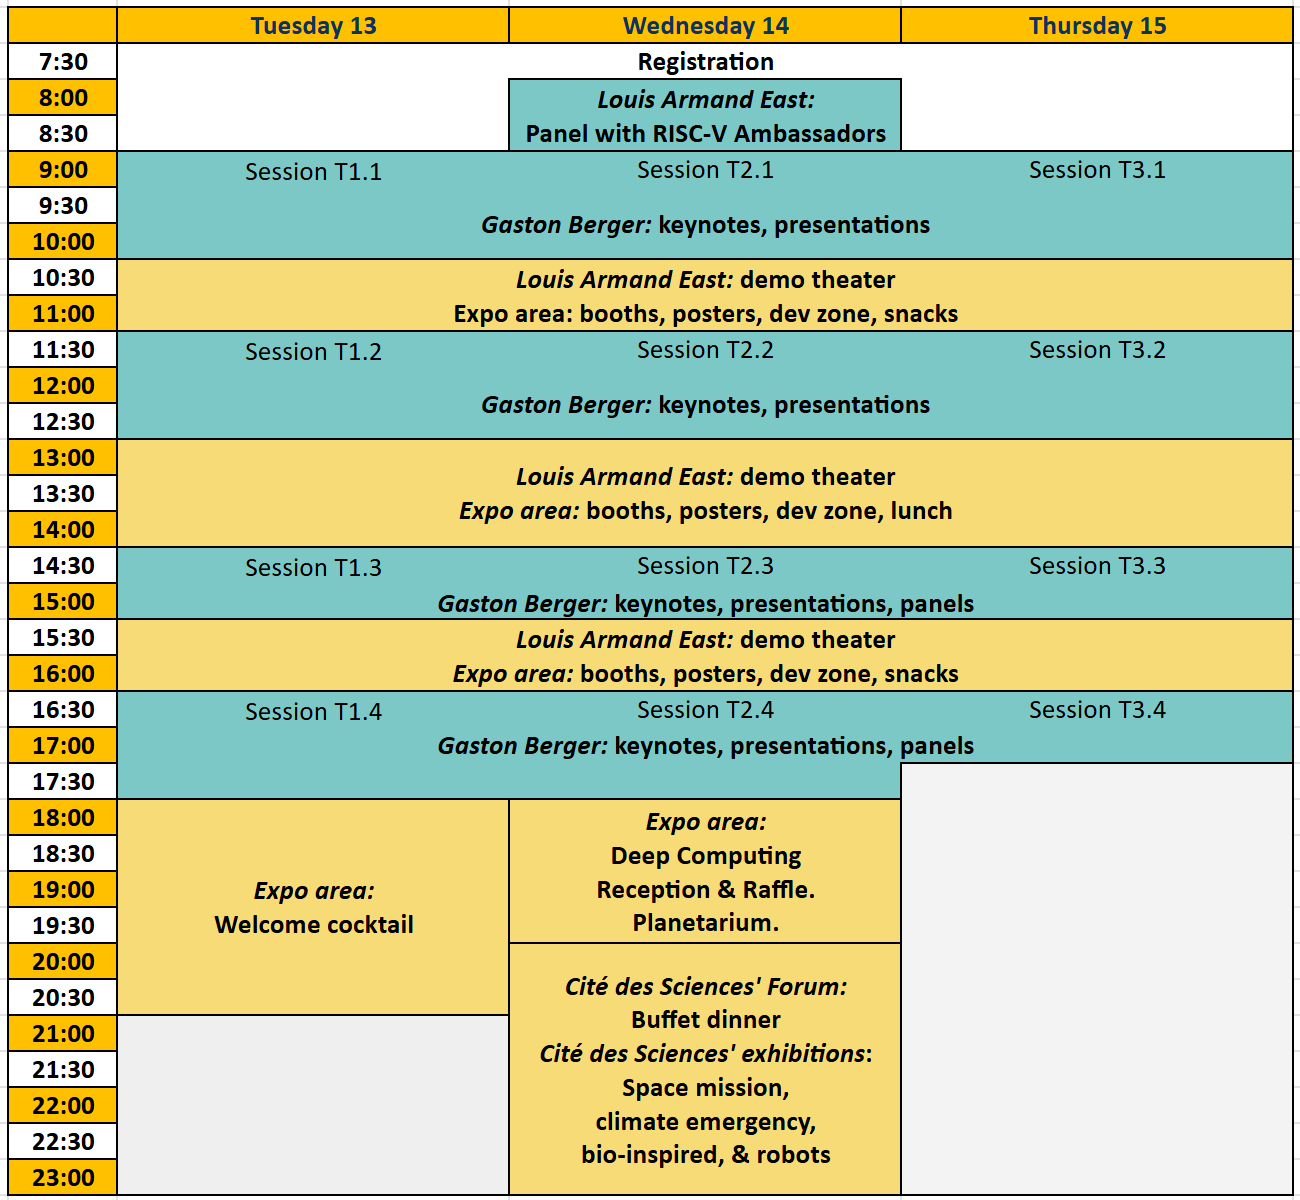 Tuesday 13 Wednesday 14 Thursday 15
7:30 Registration
8:00 Louis Armand East:
8:30 Panel with RISC-V Ambassadors
9:00 Session T1.1 Session T2.1 Session T3.1
9:30
Gaston Berger: keynotes, presentations
10:00
10:30 Louis Armand East: demo theater
11:00 Expo area: booths, posters, dev zone, snacks
11:30 Session T1.2 Session T2.2 Session T3.2
12:00
Gaston Berger: keynotes, presentations
12:30
13:00
Louis Armand East: demo theater
13:30
Expo area: booths, posters, dev zone, lunch
14:00
14:30 Session T1.3 Session T2.3 Session T3.3
15:00 Gaston Berger: keynotes, presentations, panels
15:30 Louis Armand East: demo theater
16:00 Expo area: booths, posters, dev zone, snacks
16:30 Session T1.4 Session T2.4 Session T3.4
17:00 Gaston Berger: keynotes, presentations, panels
17:30
18:00 Expo area:
18:30 Deep Computing
19:00 Expo area: Reception & Raffle.
19:30 Welcome cocktail Planetarium.
20:00
20:30 Cité des Sciences' Forum:
21:00 Buffet dinner
21:30 Cité des Sciences' exhibitions:
Space mission,
22:00 climate emergency,
22:30 bio-inspired, & robots
23:00